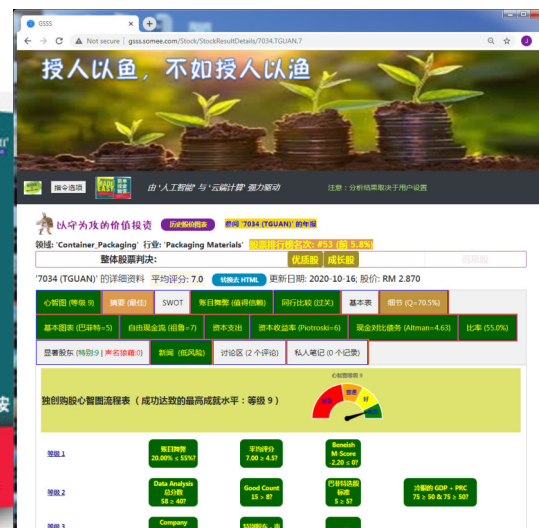 GSSS
Not secure | gsss.somee.com/Stock/StockResultDetails/7034.TGUAN,7
授人以鱼，不如授人以渔
指令选项 MADE EASY 由 '人工智能' 与 '云端计算' 强力驱动 注意：分析结果取决于用户设置
以守为攻的价值投资 历史股价图表 查阅 '7034 (TGUAN)' 的年报
领域: 'Container_Packaging' 行业: 'Packaging Materials' 股票排行榜名次: #53 (前 5.8%)
整体股票判决: 优质股 成长股
'7034 (TGUAN)' 的详细资料 平均评分: 7.0 转换去 HTML 更新日期: 2020-10-16; 股价: RM 2.870
心智图 (等级 9) 摘要 (最佳) SWOT 账目舞弊 (值得信赖) 同行比较 (过关) 基本表 细节 (Q=70.5%)
基本图表 (巴菲特=5) 自由现金流 (祖鲁=7) 资本支出 资本收益率 (Piotroski=6) 现金对比债务 (Altman=4.63) 比率 (55.0%)
显著股东 (特别:9 | 声名狼藉:0) 新闻 (低风险) 讨论区 (2 个评论) 私人笔记 (0 个记录)
心智图等级 9
独创购股心智图流程表 ( 成功达致的最高成就水平：等级 9 )
等级 1
账目舞弊
20.00% ≤ 55%?
平均评分
7.00 ≥ 4.5?
Beneish
M-Score
-2.20 ≤ 0?
等级 2
Data Analysis
总分数
58 ≥ 40?
Good Count
15 > 8?
巴菲特选股
标准
5 ≥ 5?
冷眼的 GDP + PRC
75 ≥ 50 & 75 ≥ 50?
等级 3
Company
安